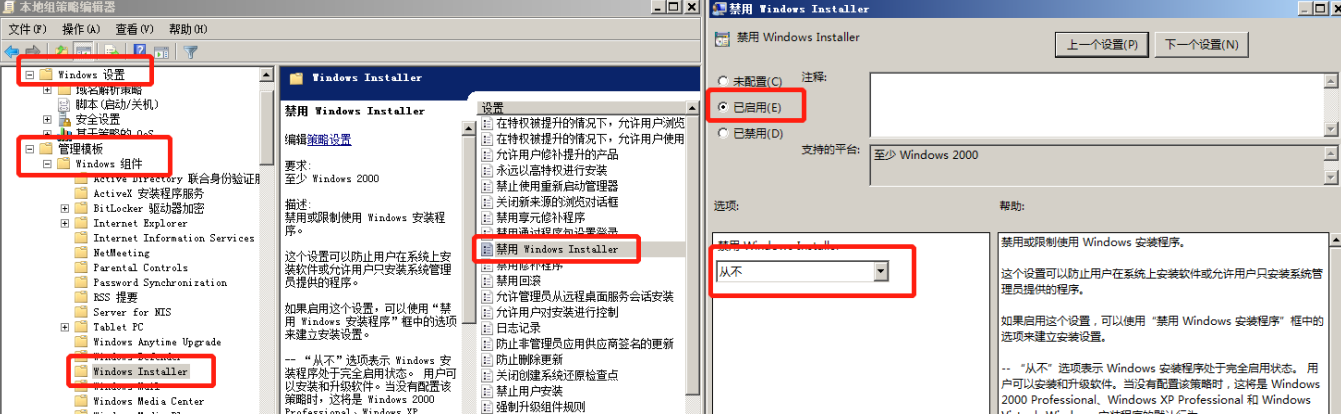 本地组策略编辑器
文件(F) 操作(A) 查看(V) 帮助(H)
Windows 设置
域名解析策略
脚本(启动/关机)
安全设置
基于策略的 QoS
管理模板
Windows 组件
Active Directory 联合身份验证服
ActiveX 安装程序服务
BitLocker 驱动器加密
Internet Explorer
Internet Information Services
NetMeeting
Parental Controls
Password Synchronization
RSS 提要
Server for NIS
Tablet PC
Windows Anytime Upgrade
Windows Defender
Windows Installer
Windows Mail
Windows Media Center
Windows Installer
禁用 Windows Installer
编辑策略设置
要求:
至少 Windows 2000
描述:
禁用或限制使用 Windows 安装程
序。
这个设置可以防止用户在系统上安
装软件或允许用户只安装系统管理
员提供的程序。
如果启用这个设置，可以使用“禁
用 Windows 安装程序”框中的选项
来建立安装设置。
-- “从不”选项表示 Windows 安
装程序处于完全启用状态。 用户可
以安装和升级软件。当没有配置该
策略时，这将是 Windows 2000
Professional、Windows XP
设置
在特权被提升的情况下，允许用户浏览
在特权被提升的情况下，允许用户使用
允许用户修补提升的产品
永远以高特权进行安装
禁止使用重新启动管理器
关闭新来源的浏览对话框
禁用享元修补程序
禁用通过程序包设置登录
禁用 Windows Installer
禁用修补程序
禁用回滚
允许管理员从远程桌面服务会话安装
允许用户对安装进行控制
日志记录
防止非管理员应用供应商签名的更新
防止删除更新
关闭创建系统还原检查点
禁止用户安装
强制升级组件规则
禁用 Windows Installer
禁用 Windows Installer
上一个设置(P)
下一个设置(N)
未配置(C)
注释:
已启用(E)
已禁用(D)
支持的平台:
至少 Windows 2000
选项:
帮助:
禁用 Windows Installer
从不
禁用或限制使用 Windows 安装程序。
这个设置可以防止用户在系统上安装软件或允许用户只安装系统管
理员提供的程序。
如果启用这个设置，可以使用“禁用 Windows 安装程序”框中的
选项来建立安装设置。
-- “从不”选项表示 Windows 安装程序处于完全启用状态。 用
户可以安装和升级软件。当没有配置该策略时，这将是 Windows
2000 Professional、Windows XP Professional 和 Windows